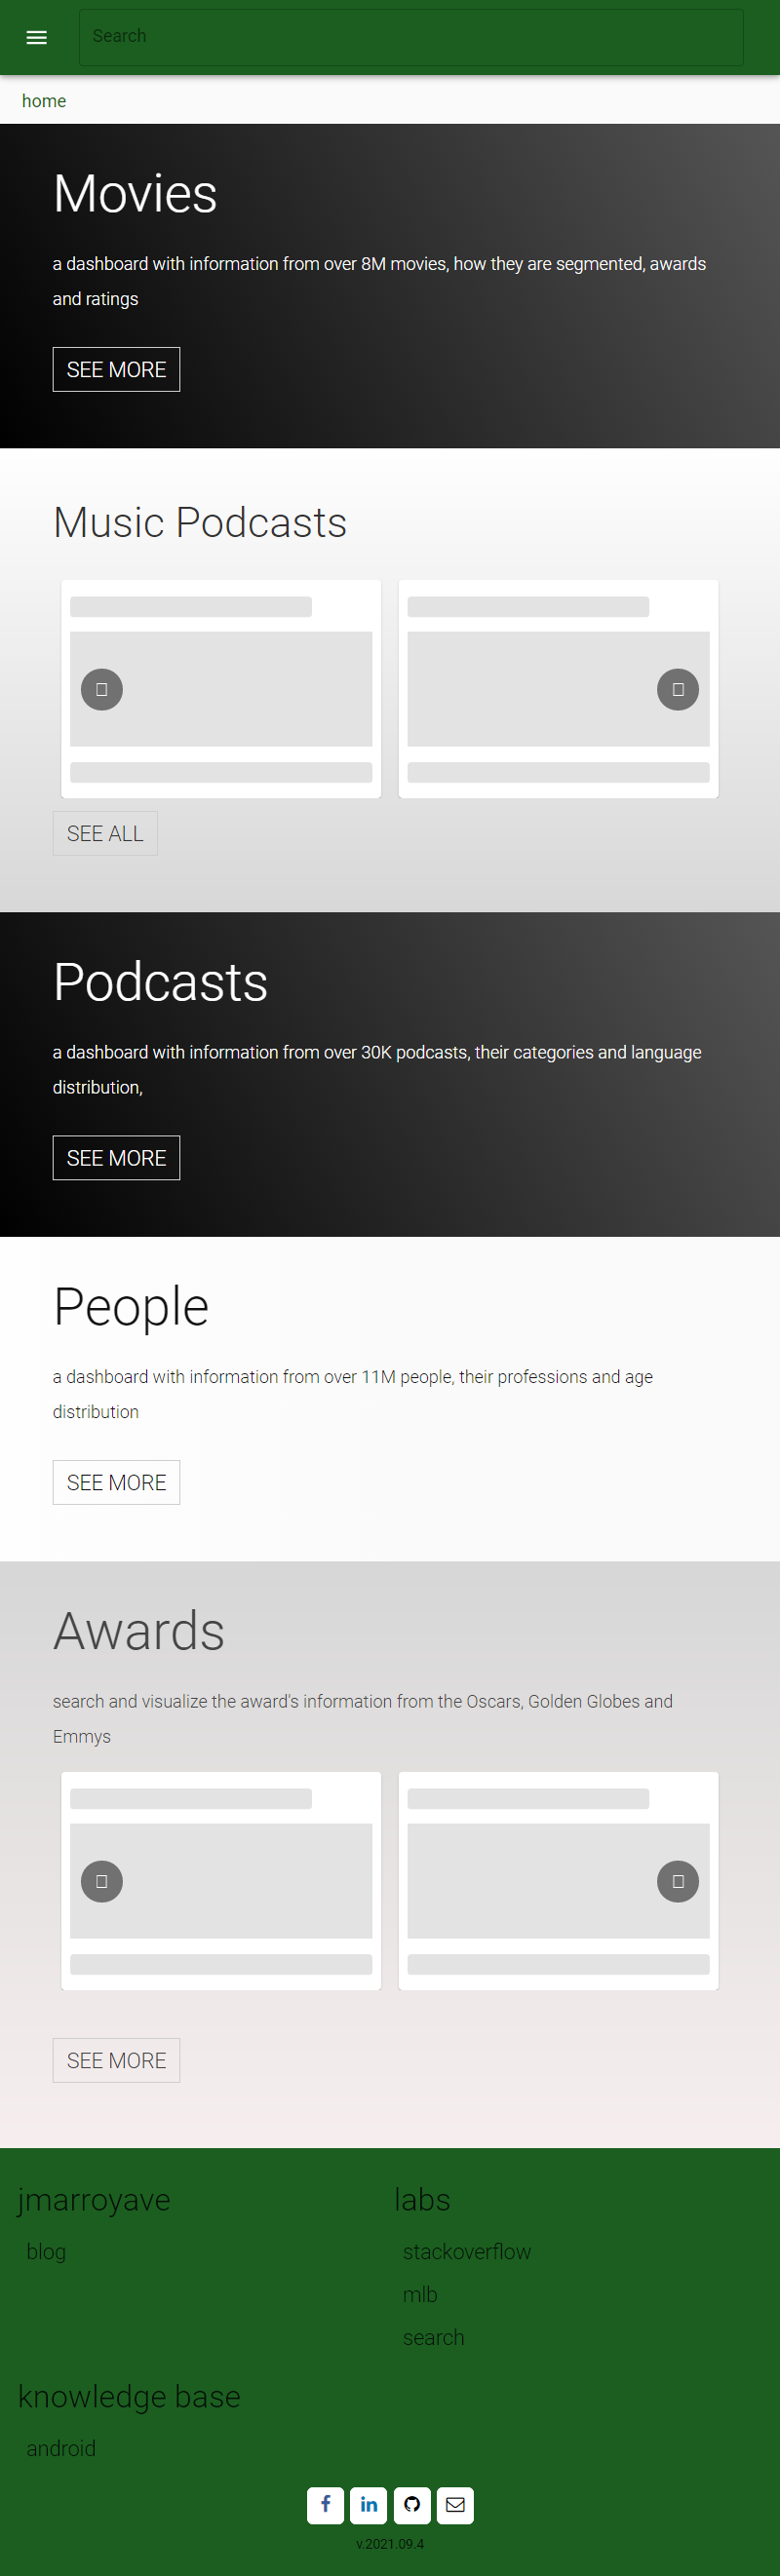 Search
home
Movies
a dashboard with information from over 8M movies, how they are segmented, awards
and ratings
SEE MORE
Music Podcasts
SEE ALL
Podcasts
a dashboard with information from over 30K podcasts, their categories and language
distribution,
SEE MORE
People
a dashboard with information from over 11M people, their professions and age
distribution
SEE MORE
Awards
search and visualize the award's information from the Oscars, Golden Globes and
Emmys
SEE MORE
jmarroyave
blog
labs
stackoverflow
mlb
search
knowledge base
android
v.2021.09.4